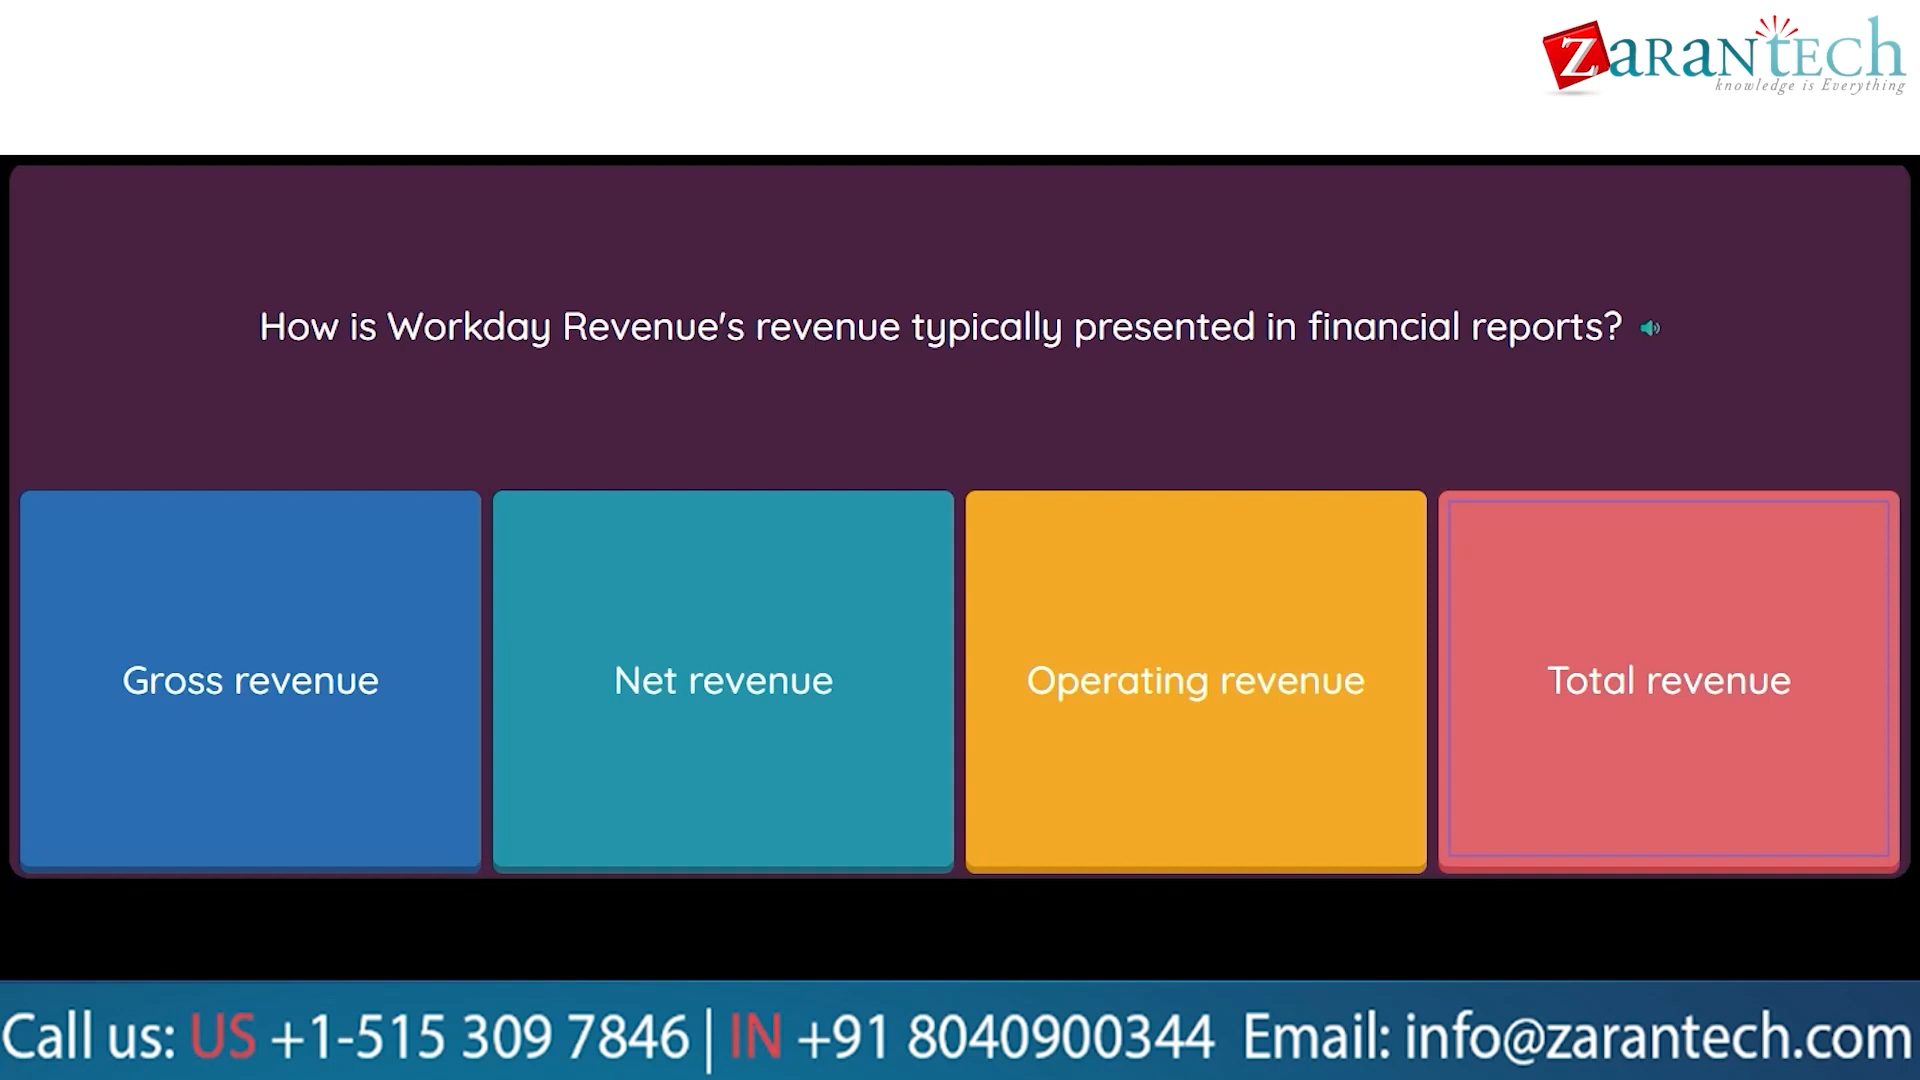 ZaranTech
knowledge is Everything
How is Workday Revenue's revenue typically presented in financial reports?
Gross revenue
Net revenue
Operating revenue
Total revenue
Call us: US +1-515 309 7846 | IN +91 8040900344 Email: info@zarantech.com